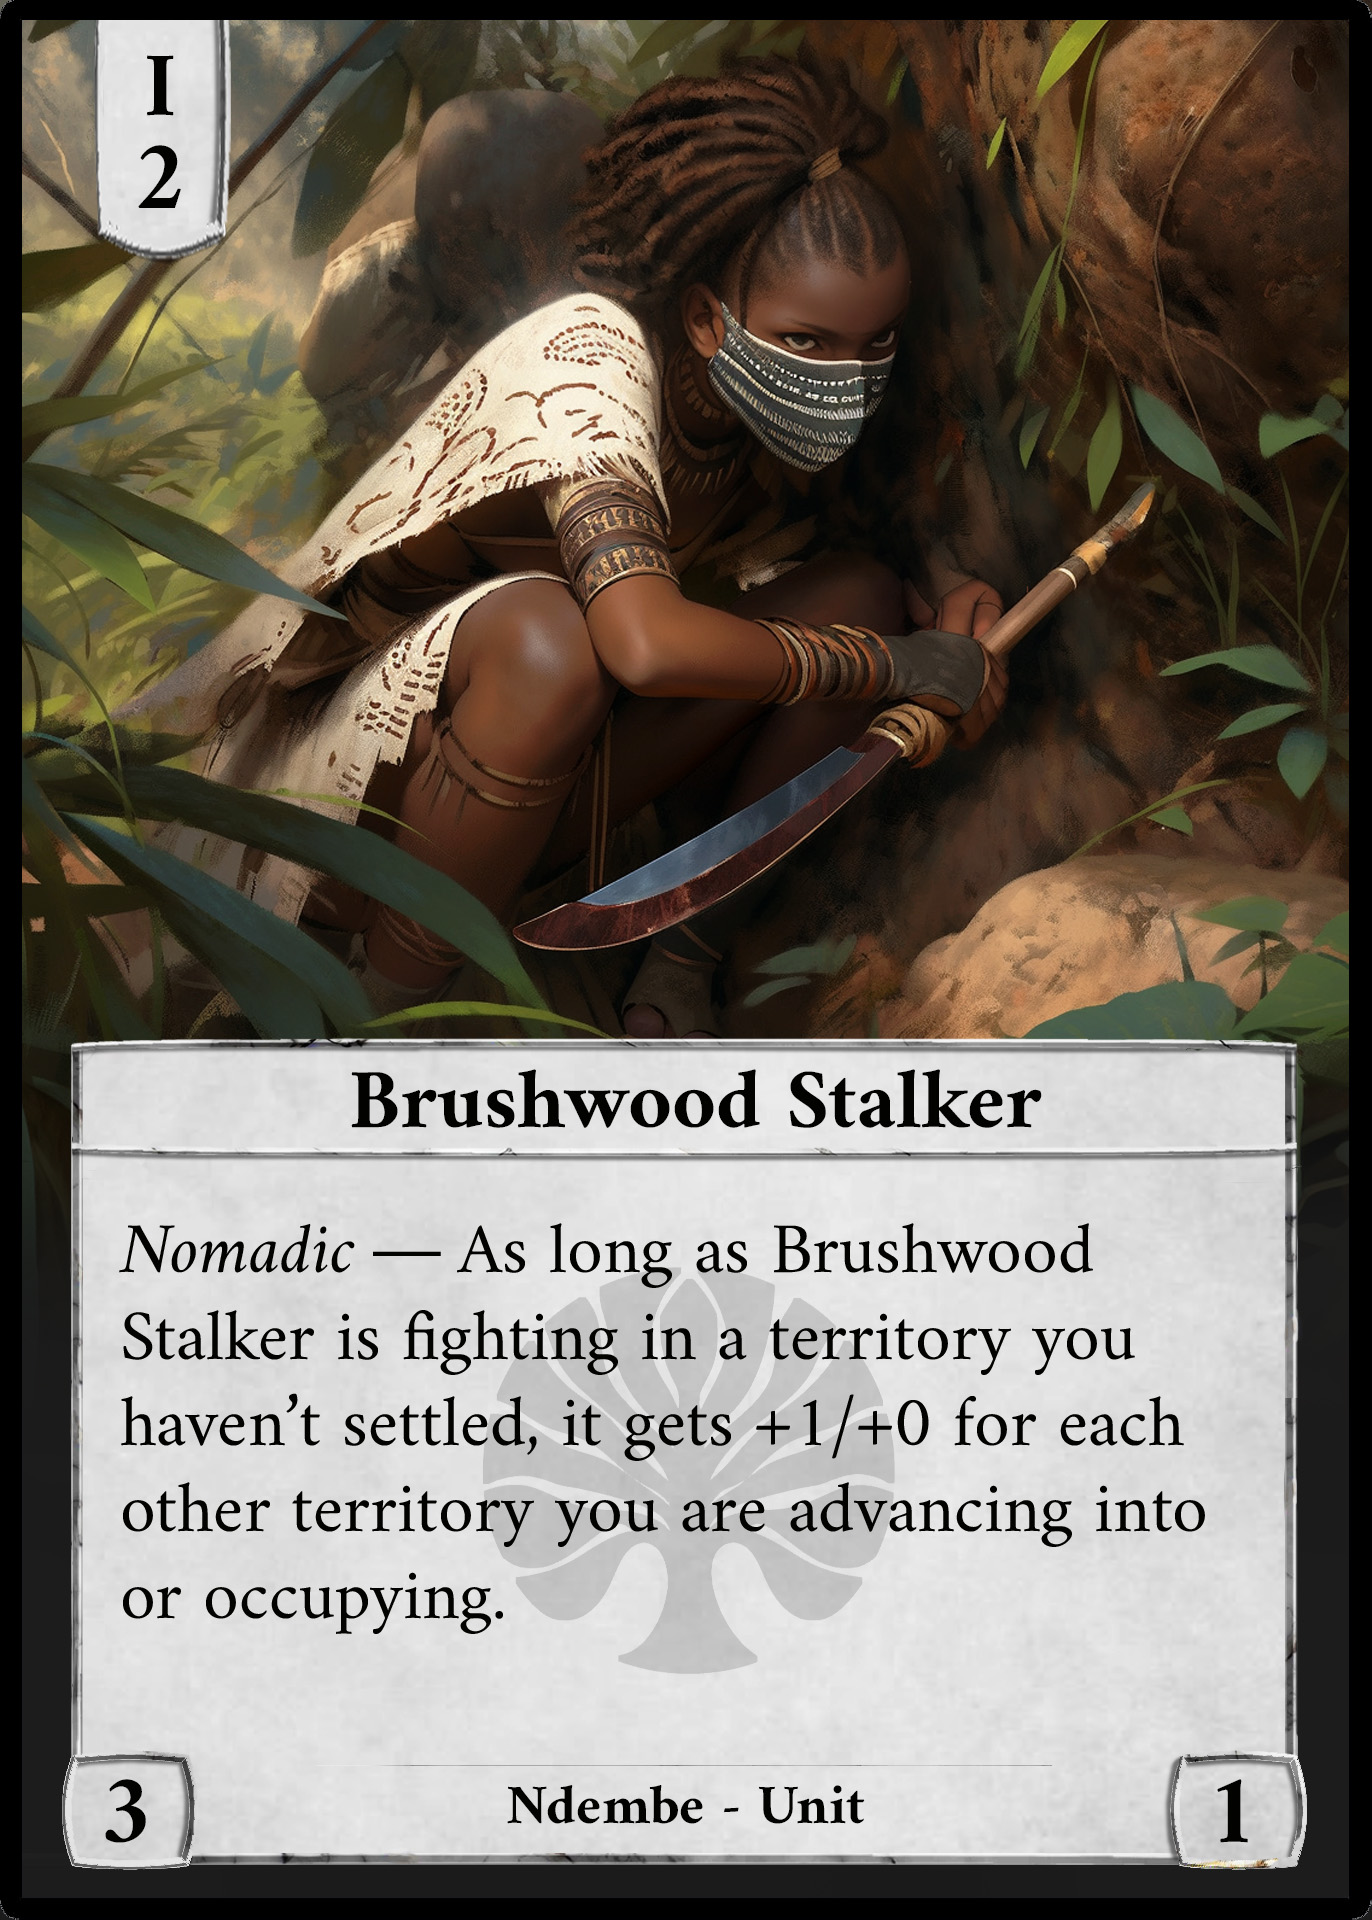 I
2
Brushwood Stalker
Nomadic — As long as Brushwood
Stalker is fighting in a territory you
haven’t settled, it gets +1/+0 for each
other territory you are advancing into
or occupying.
3
Ndembe - Unit
1